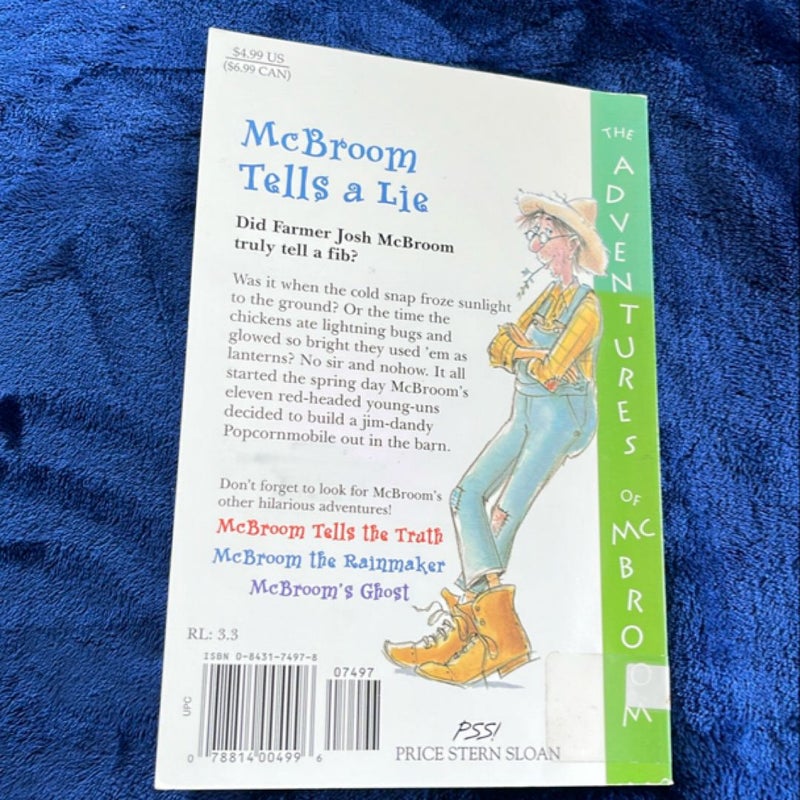 $4.99 US
($6.99 CAN)
McBroom
Tells a Lie
Did Farmer Josh McBroom
truly tell a fib?
Was it when the cold snap froze sunlight
to the ground? Or the time the
chickens ate lightning bugs and
glowed so bright they used 'em as
lanterns? No sir and nohow. It all
started the spring day McBroom's
eleven red-headed young-uns
decided to build a jim-dandy
Popcornmobile out in the barn.
Don't forget to look for McBroom's
other hilarious adventures!
McBroom Tells the Truth
McBroom the Rainmaker
McBroom's Ghost
RL: 3.3
ISBN 0-8431-7497-8
07497
UPC
0 78814 00499 6
PSS!
PRICE STERN SLOAN
THE ADVENTURES OF MCBROOM